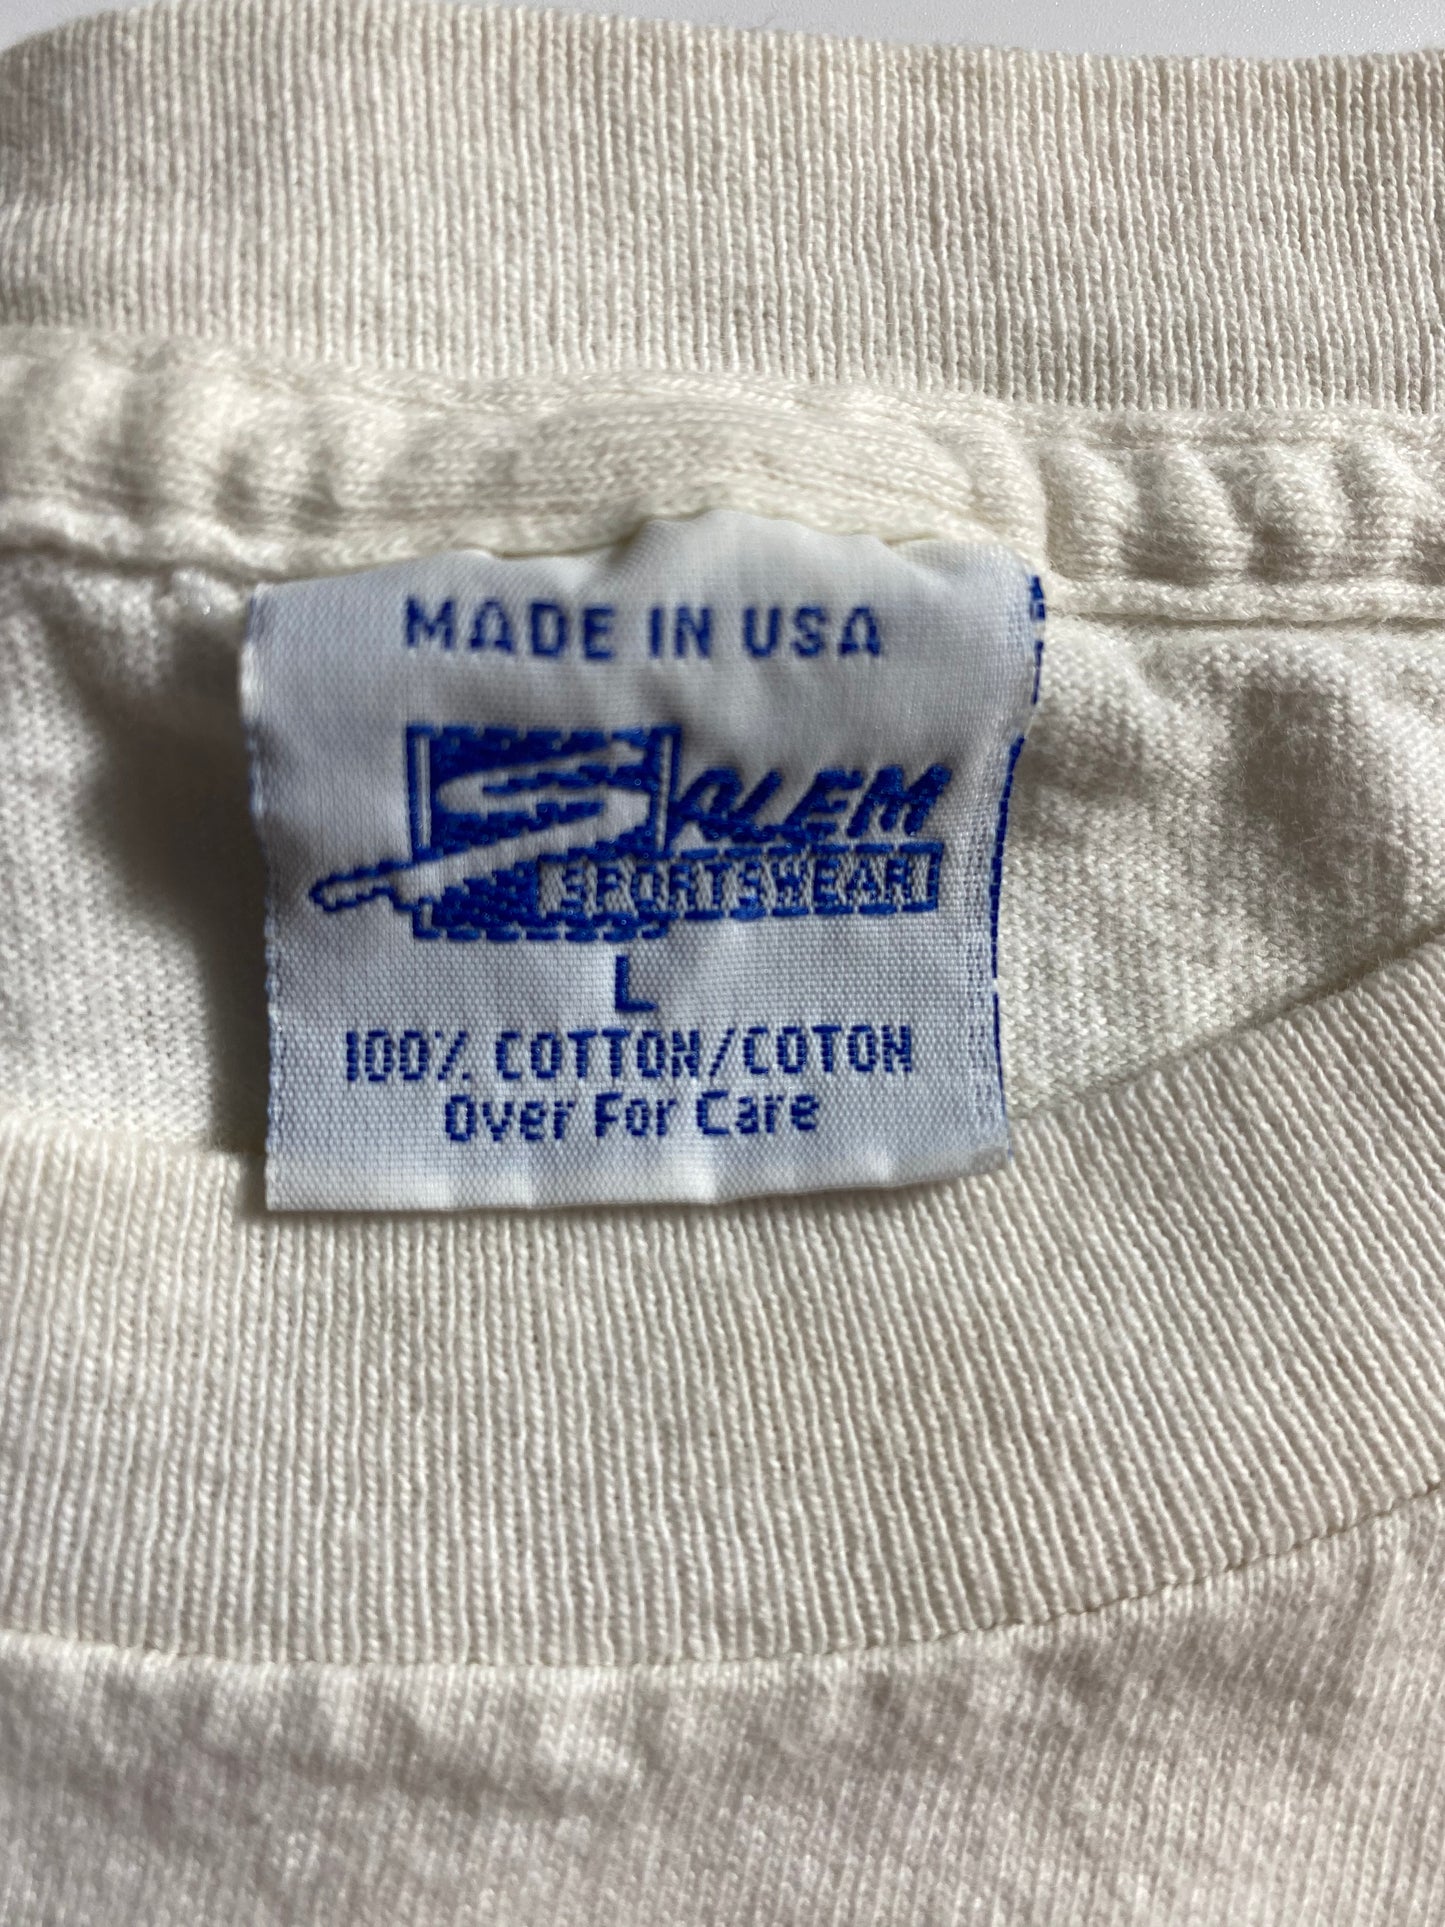 MADE IN USA
SALEM
SPORTSWEAR
L
100% COTTON/COTON
Over For Care